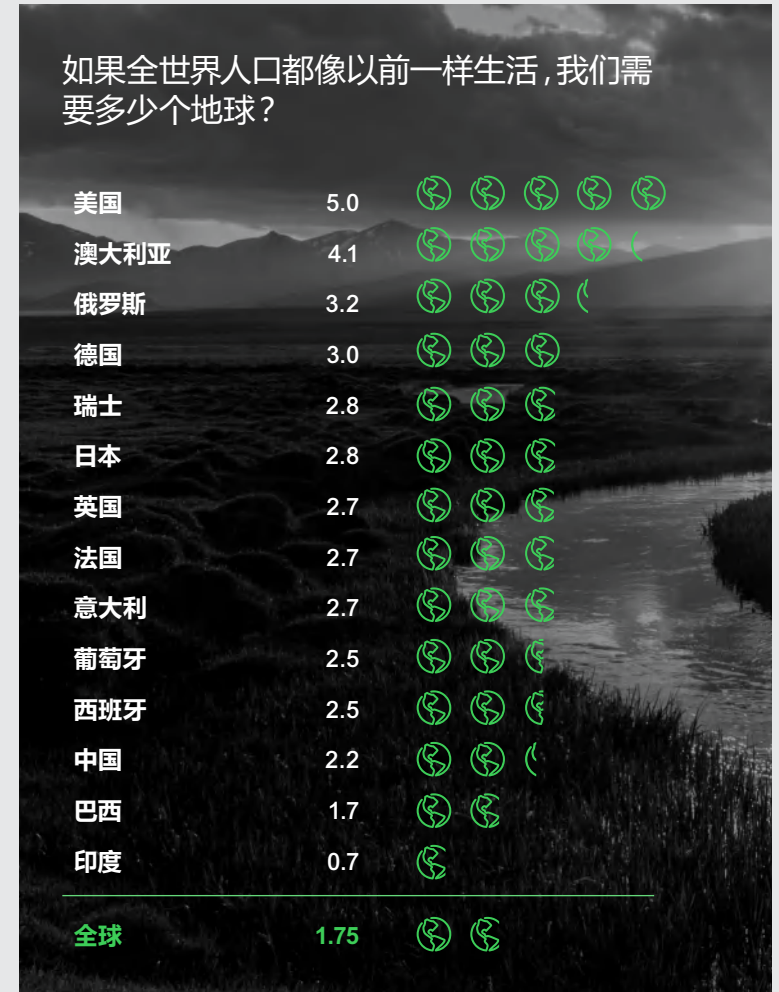 如果全世界人口都像以前一样生活，我们需
要多少个地球？
美国 5.0
澳大利亚 4.1
俄罗斯 3.2
德国 3.0
瑞士 2.8
日本 2.8
英国 2.7
法国 2.7
意大利 2.7
葡萄牙 2.5
西班牙 2.5
中国 2.2
巴西 1.7
印度 0.7
全球 1.75